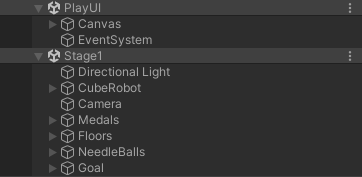 PlayUI
Canvas
EventSystem
Stage1
Directional Light
CubeRobot
Camera
Medals
Floors
NeedleBalls
Goal